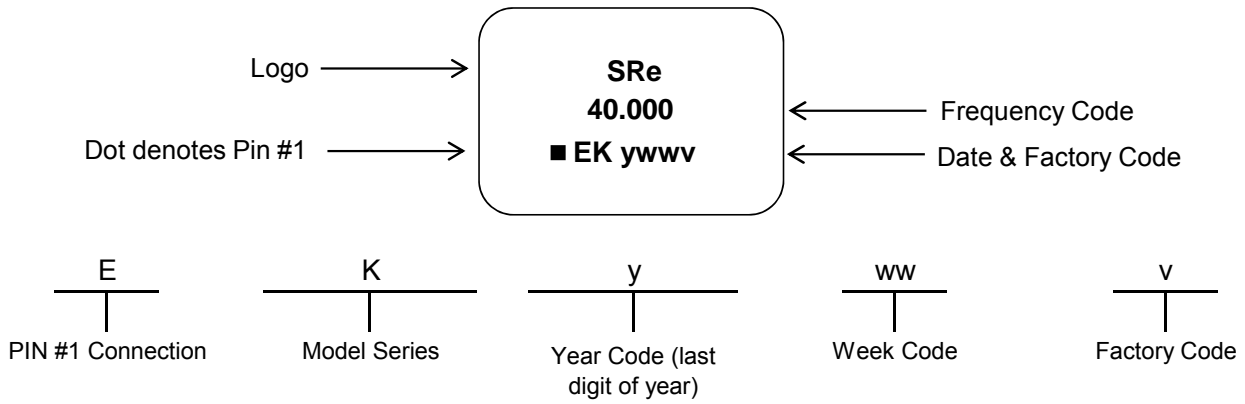 Logo
SRe
40.000
Frequency Code
Dot denotes Pin #1
■ EK ywwv
Date & Factory Code
E
K
y
ww
v
PIN #1 Connection
Model Series
Year Code (last
digit of year)
Week Code
Factory Code